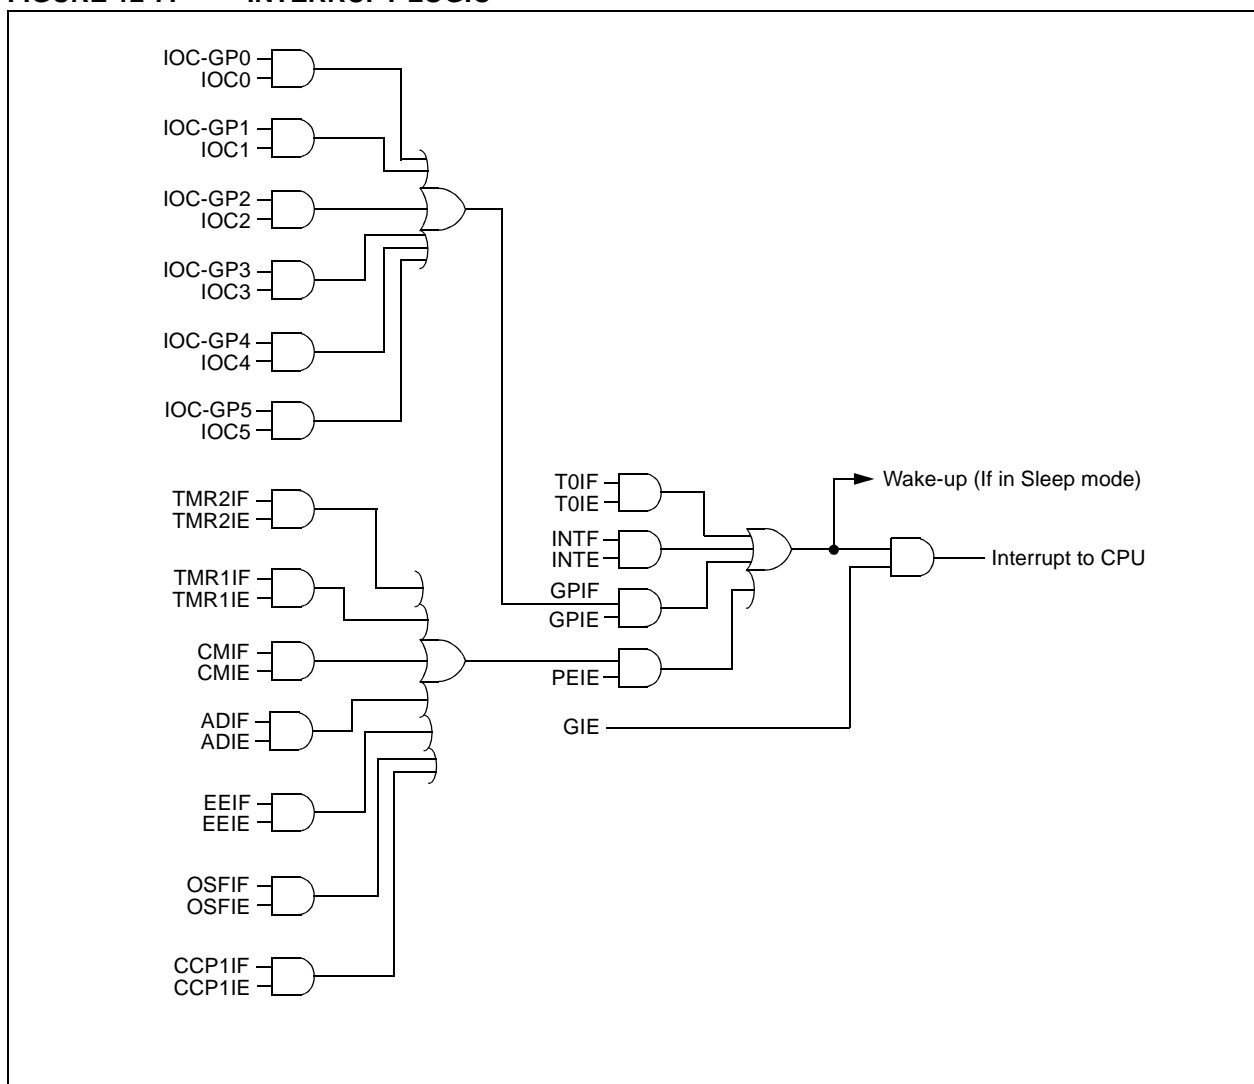 IOC-GP0
IOC0
IOC-GP1
IOC1
IOC-GP2
IOC2
IOC-GP3
IOC3
IOC-GP4
IOC4
IOC-GP5
IOC5
TMR2IF
TMR2IE
TMR1IF
TMR1IE
CMIF
CMIE
ADIF
ADIE
EEIF
EEIE
OSFIF
OSFIE
CCP1IF
CCP1IE
T0IF
T0IE
INTF
INTE
GPIF
GPIE
PEIE
GIE
Wake-up (If in Sleep mode)
Interrupt to CPU